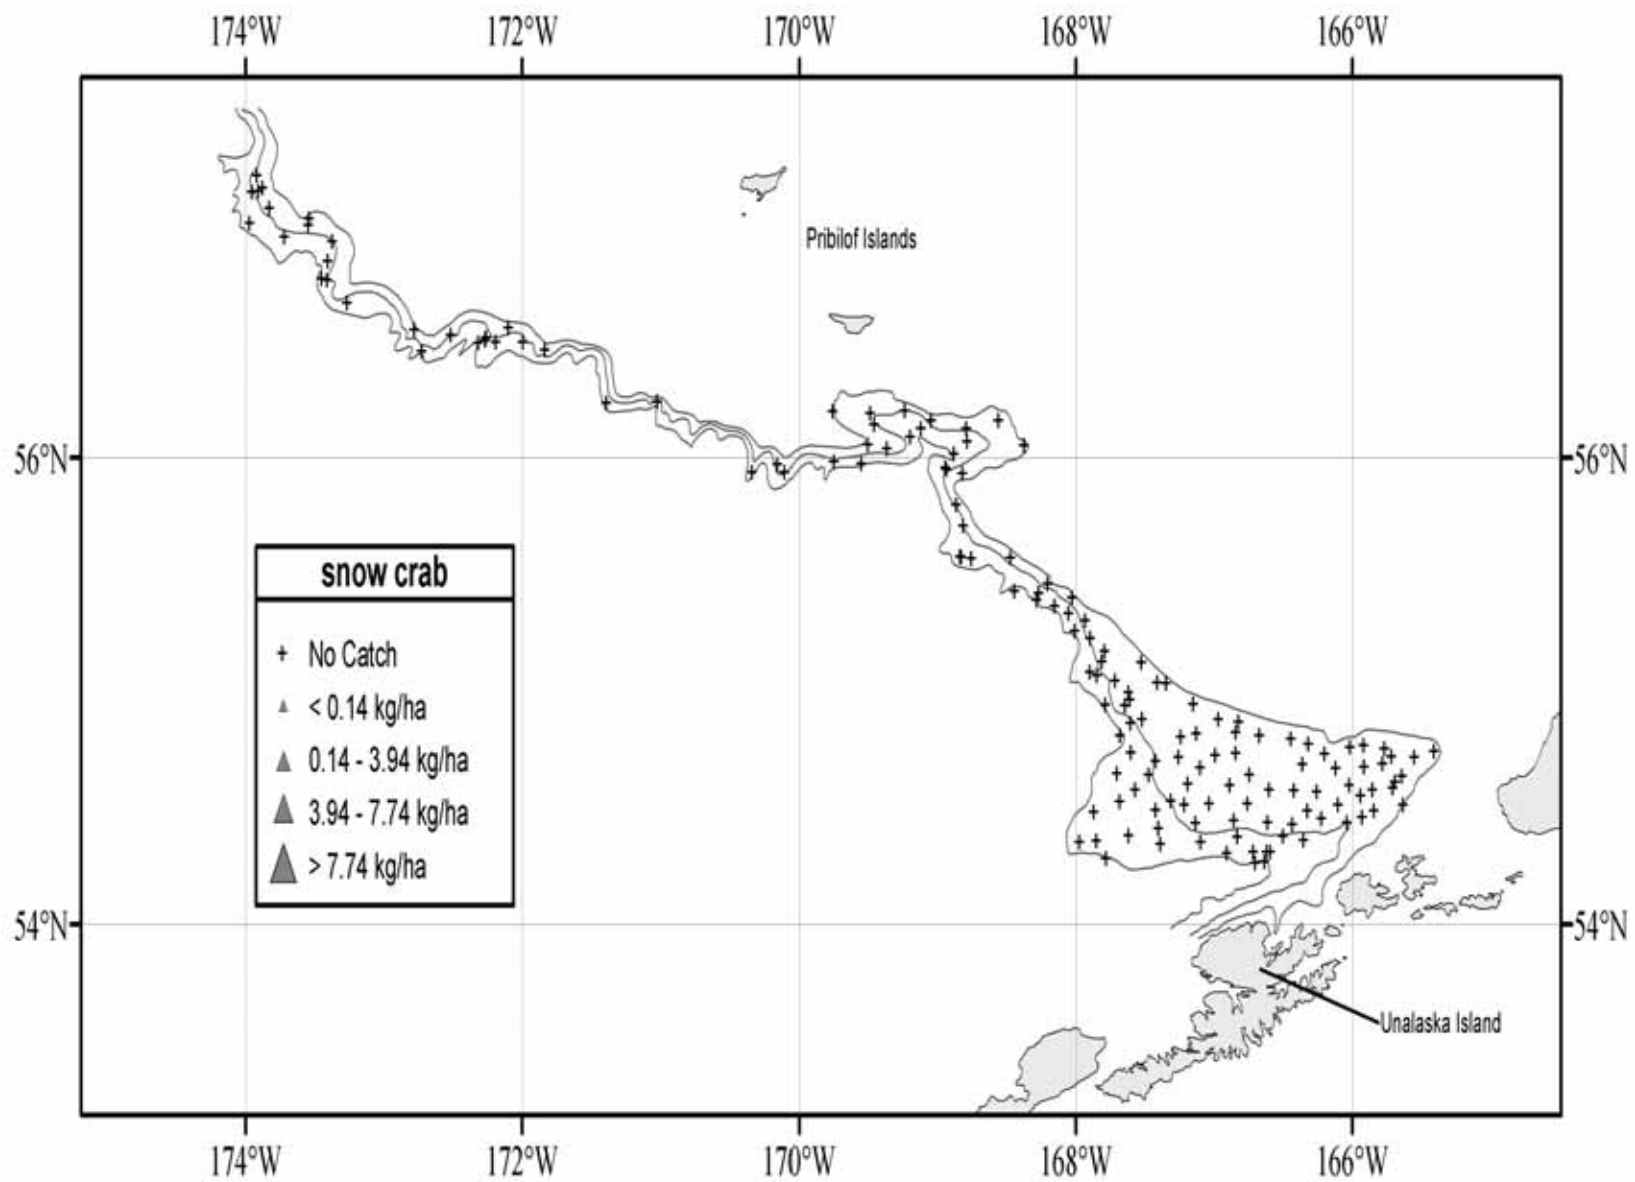 174°W 172°W 170°W 168°W 166°W
Pribilof Islands
56°N 56°N
snow crab
No Catch
< 0.14 kg/ha
0.14 - 3.94 kg/ha
3.94 - 7.74 kg/ha
> 7.74 kg/ha
54°N 54°N
Unalaska Island
174°W 172°W 170°W 168°W 166°W